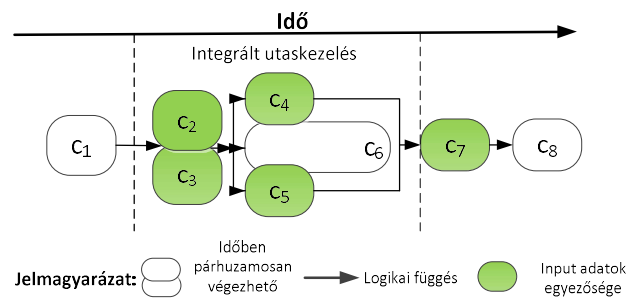 Idő
Integrált utaskezelés
c1
c2
c3
c4
c5
c6
c7
c8
Jelmagyarázat:
Időben
párhuzamosan
végezhető
Logikai függés
Input adatok
egyezősége